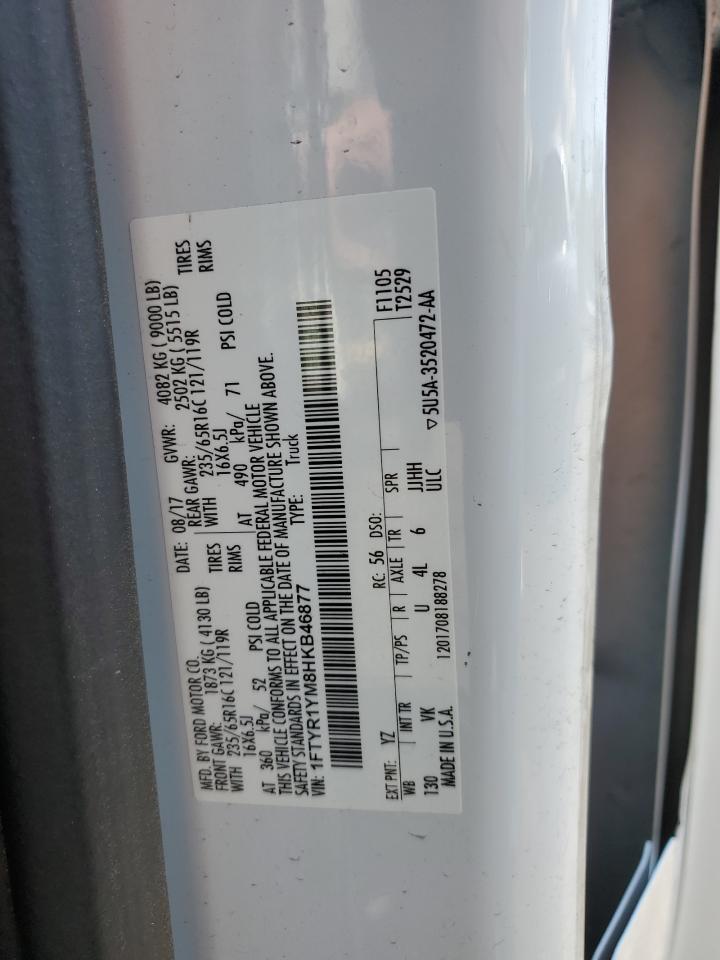 MFD. BY FORD MOTOR CO. DATE: 08/17 GVWR: 4082 KG ( 9000 LB)
FRONT GAWR: 1873 KG ( 4130 LB) REAR GAWR: 2502 KG ( 5515 LB)
WITH 235/65R16C 121/119R TIRES WITH 235/65R16C 121/119R TIRES
16X6.5J RIMS 16X6.5J RIMS
AT 360 kPa/ 52 PSI COLD AT 490 kPa/ 71 PSI COLD
THIS VEHICLE CONFORMS TO ALL APPLICABLE FEDERAL MOTOR VEHICLE
SAFETY STANDARDS IN EFFECT ON THE DATE OF MANUFACTURE SHOWN ABOVE.
VIN: 1FTYR1YM8HKB46877 TYPE: Truck
EXT PNT: YZ RC: 56 DSO: F1105
WB INT TR TP/PS R AXLE TR SPR T2529
130 VK U 4L 6 JJHH
MADE IN U.S.A. 1201708188278 ULC ▽5U5A-3520472-AA